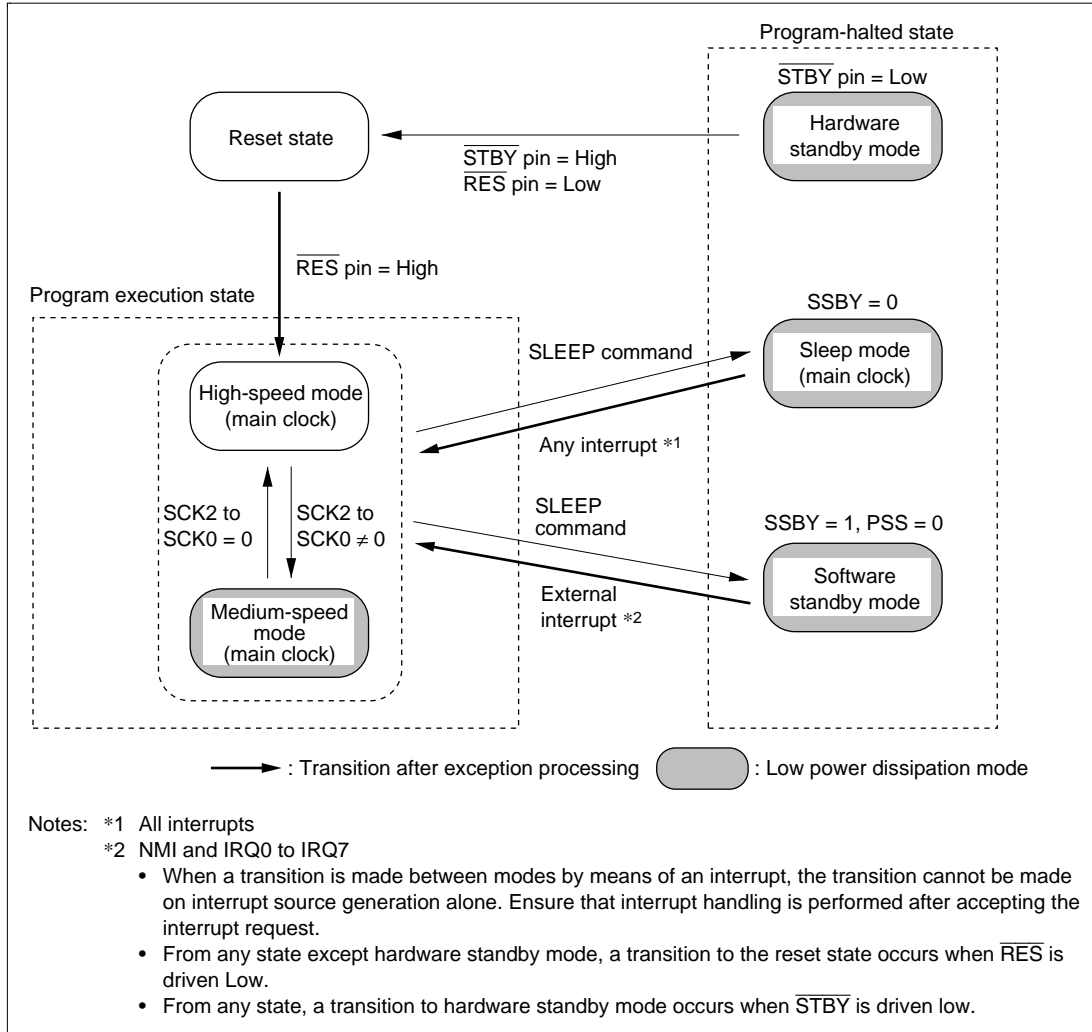 Program-halted state
S̅T̅B̅Y̅ pin = Low
Hardware
standby mode
Reset state
S̅T̅B̅Y̅ pin = High
R̅E̅S̅ pin = Low
R̅E̅S̅ pin = High
Program execution state
SSBY = 0
SLEEP command
Sleep mode
(main clock)
High-speed mode
(main clock)
Any interrupt *1
SLEEP
command
SCK2 to
SCK0 = 0
SCK2 to
SCK0 ≠ 0
SSBY = 1, PSS = 0
Software
standby mode
External
interrupt *2
Medium-speed
mode
(main clock)
: Transition after exception processing
: Low power dissipation mode
Notes: *1 All interrupts
*2 NMI and IRQ0 to IRQ7
• When a transition is made between modes by means of an interrupt, the transition cannot be made
on interrupt source generation alone. Ensure that interrupt handling is performed after accepting the
interrupt request.
• From any state except hardware standby mode, a transition to the reset state occurs when R̅E̅S̅ is
driven Low.
• From any state, a transition to hardware standby mode occurs when S̅T̅B̅Y̅ is driven low.